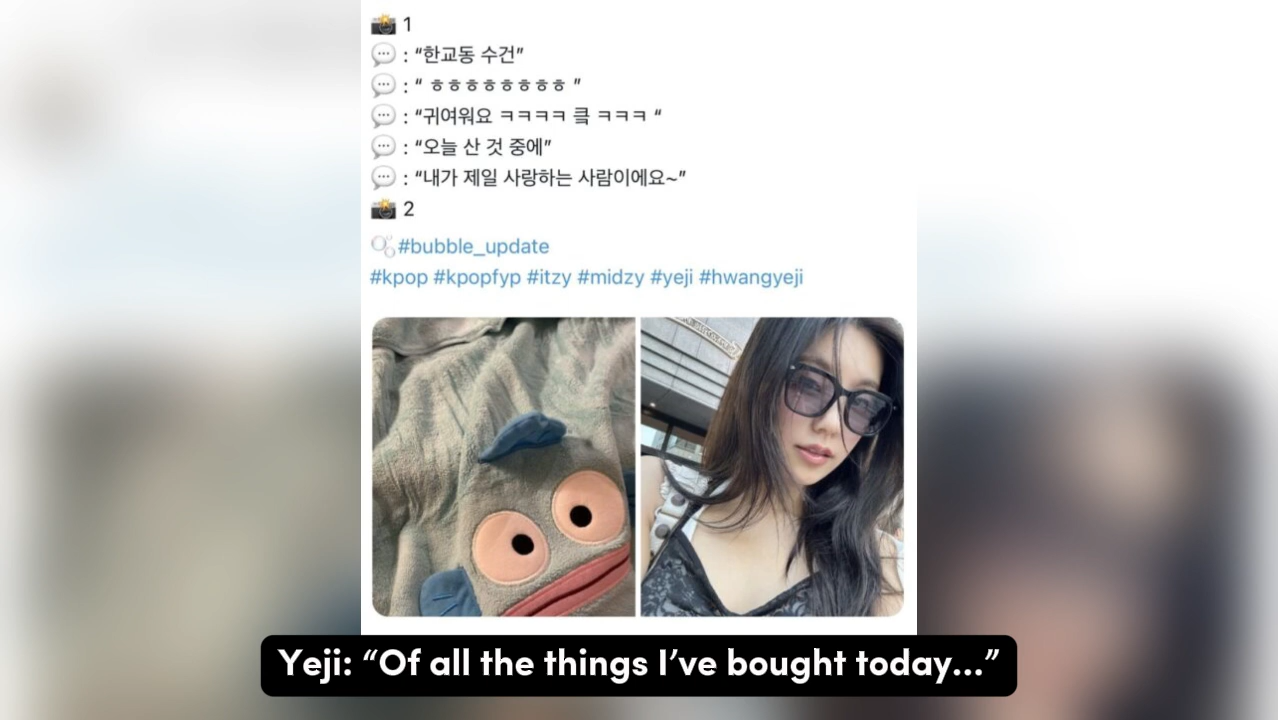 📸 1
💬 : “한교동 수건”
💬 : “ ㅎㅎㅎㅎㅎㅎㅎㅎ ”
💬 : “귀여워요 ㅋㅋㅋㅋ 킄 ㅋㅋㅋ “
💬 : “오늘 산 것 중에”
💬 : “내가 제일 사랑하는 사람이에요~”
📸 2
🫧#bubble_update
#kpop #kpopfyp #itzy #midzy #yeji #hwangyeji
Yeji: “Of all the things I’ve bought today...”